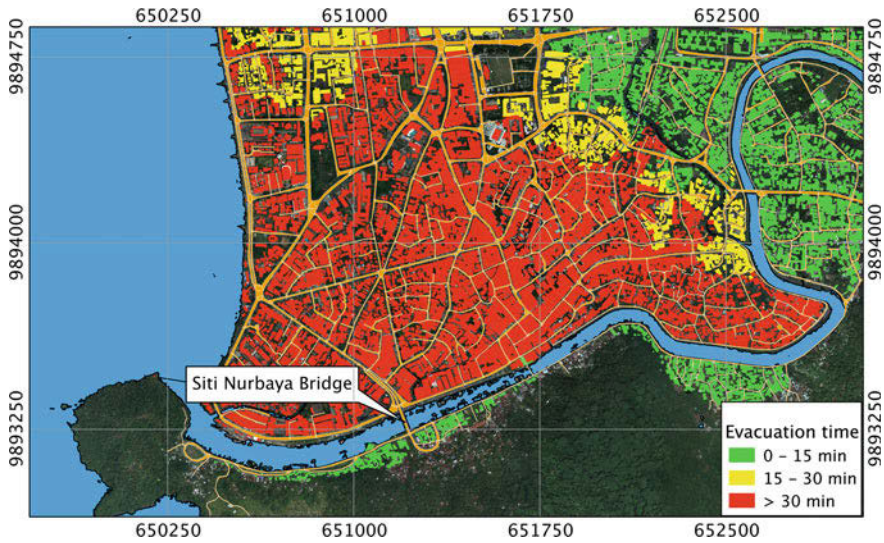 650250 651000 651750 652500
9894750 9894750
9894000 9894000
Siti Nurbaya Bridge
9893250 9893250
Evacuation time
0 – 15 min
15 – 30 min
> 30 min
650250 651000 651750 652500